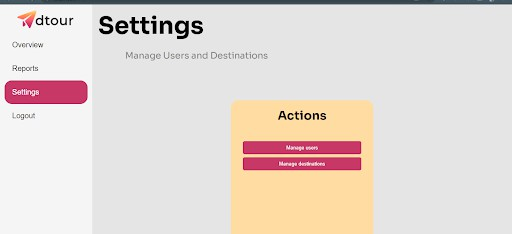 dtour
Overview
Reports
Settings
Logout
Settings
Manage Users and Destinations
Actions
Manage users
Manage destinations